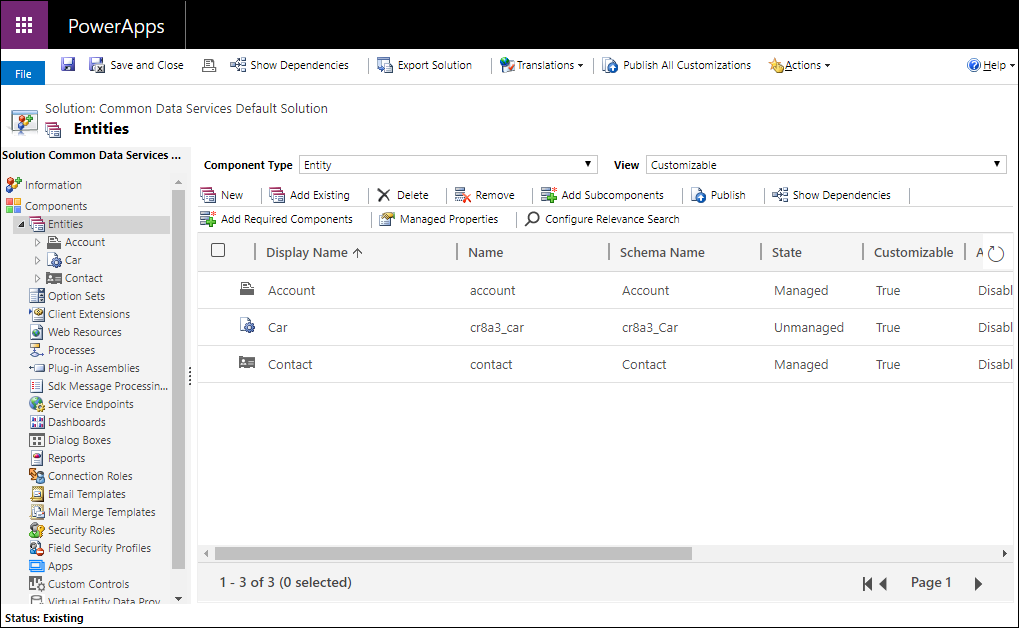 PowerApps
File
Save and Close
Show Dependencies
Export Solution
Translations
Publish All Customizations
Actions
Help
Solution: Common Data Services Default Solution
Entities
Solution Common Data Services ...
Information
Components
Entities
Account
Car
Contact
Option Sets
Client Extensions
Web Resources
Processes
Plug-in Assemblies
Sdk Message Processin...
Service Endpoints
Dashboards
Dialog Boxes
Reports
Connection Roles
Email Templates
Mail Merge Templates
Security Roles
Field Security Profiles
Apps
Custom Controls
Virtual Entity Data Prov
Component Type Entity
View Customizable
New Add Existing Delete Remove Add Subcomponents Publish Show Dependencies
Add Required Components Managed Properties Configure Relevance Search
Display Name Name Schema Name State Customizable A
Account account Account Managed True Disabl
Car cr8a3_car cr8a3_Car Unmanaged True Disabl
Contact contact Contact Managed True Disabl
1 - 3 of 3 (0 selected)
Page 1
Status: Existing